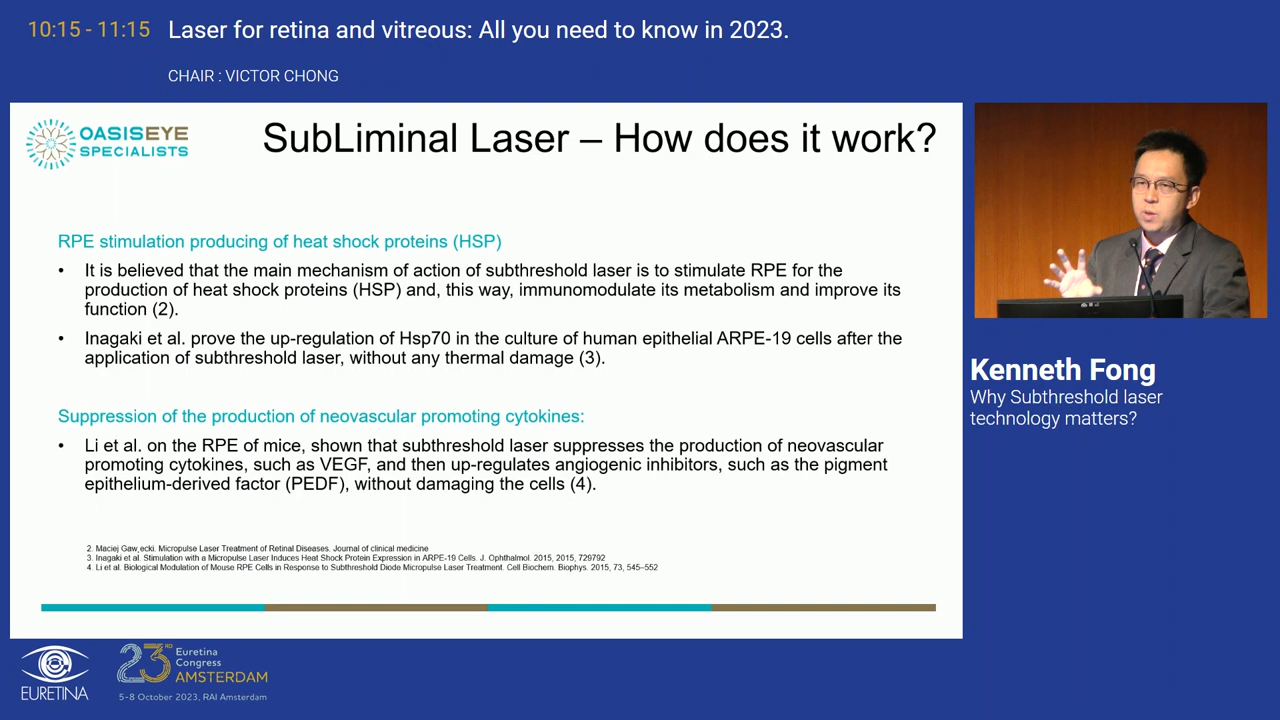 10:15 - 11:15
Laser for retina and vitreous: All you need to know in 2023.
CHAIR : VICTOR CHONG
OASISEYE
SPECIALISTS
SubLiminal Laser – How does it work?
RPE stimulation producing of heat shock proteins (HSP)
• It is believed that the main mechanism of action of subthreshold laser is to stimulate RPE for the
production of heat shock proteins (HSP) and, this way, immunomodulate its metabolism and improve its
function (2).
• Inagaki et al. prove the up-regulation of Hsp70 in the culture of human epithelial ARPE-19 cells after the
application of subthreshold laser, without any thermal damage (3).
Suppression of the production of neovascular promoting cytokines:
• Li et al. on the RPE of mice, shown that subthreshold laser suppresses the production of neovascular
promoting cytokines, such as VEGF, and then up-regulates angiogenic inhibitors, such as the pigment
epithelium-derived factor (PEDF), without damaging the cells (4).
2. Maciej Gaw˛ecki. Micropulse Laser Treatment of Retinal Diseases. Journal of clinical medicine
3. Inagaki et al. Stimulation with a Micropulse Laser Induces Heat Shock Protein Expression in ARPE-19 Cells. J. Ophthalmol. 2015, 2015, 729792
4. Li et al. Biological Modulation of Mouse RPE Cells in Response to Subthreshold Diode Micropulse Laser Treatment. Cell Biochem. Biophys. 2015, 73, 545–552
Kenneth Fong
Why Subthreshold laser
technology matters?
EURETINA
23RD
Euretina
Congress
AMSTERDAM
5-8 October 2023, RAI Amsterdam